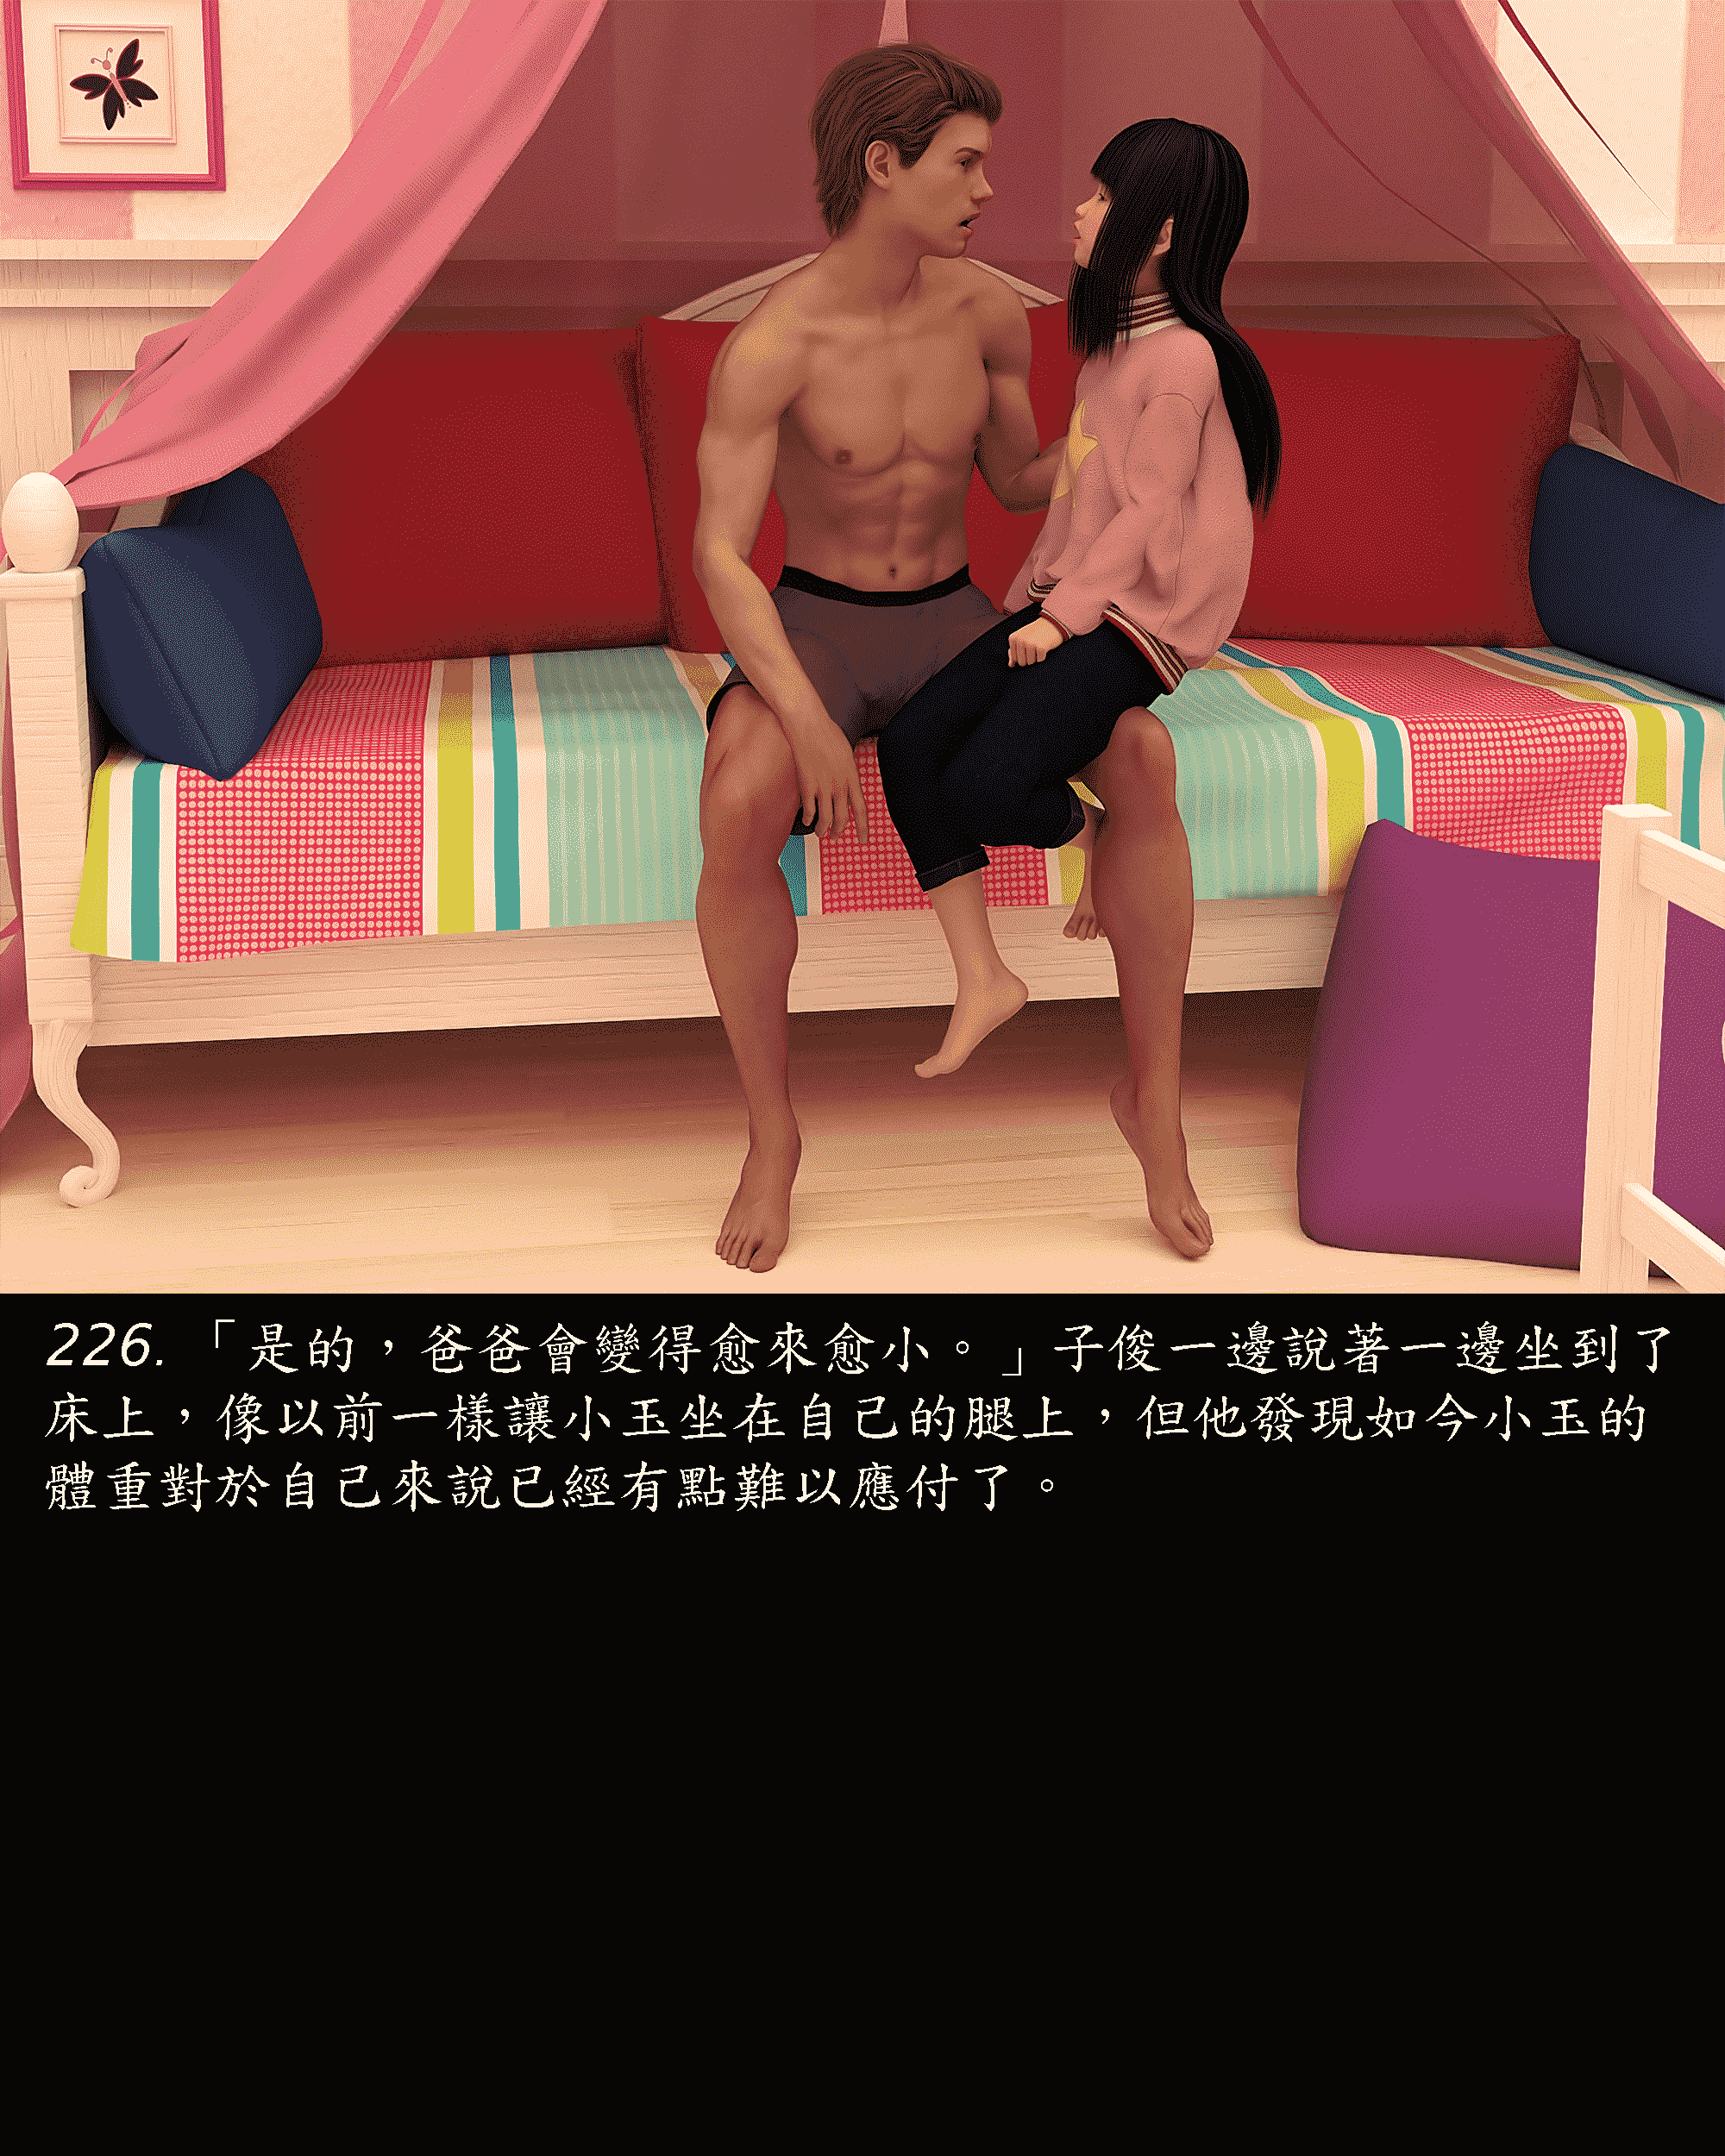 226.「是的，爸爸會變得愈來愈小。」子俊一邊說著一邊坐到了
床上，像以前一樣讓小玉坐在自己的腿上，但他發現如今小玉的
體重對於自己來說已經有點難以應付了。